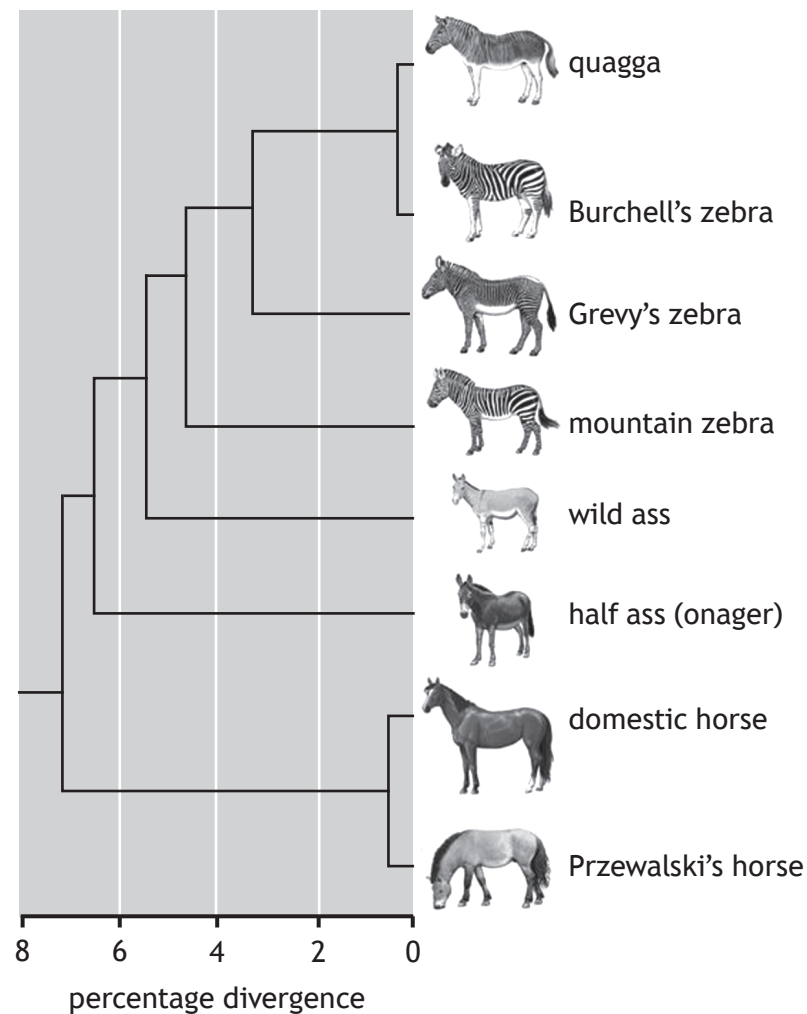 quagga
Burchell’s zebra
Grevy’s zebra
mountain zebra
wild ass
half ass (onager)
domestic horse
Przewalski’s horse
8 6 4 2 0
percentage divergence